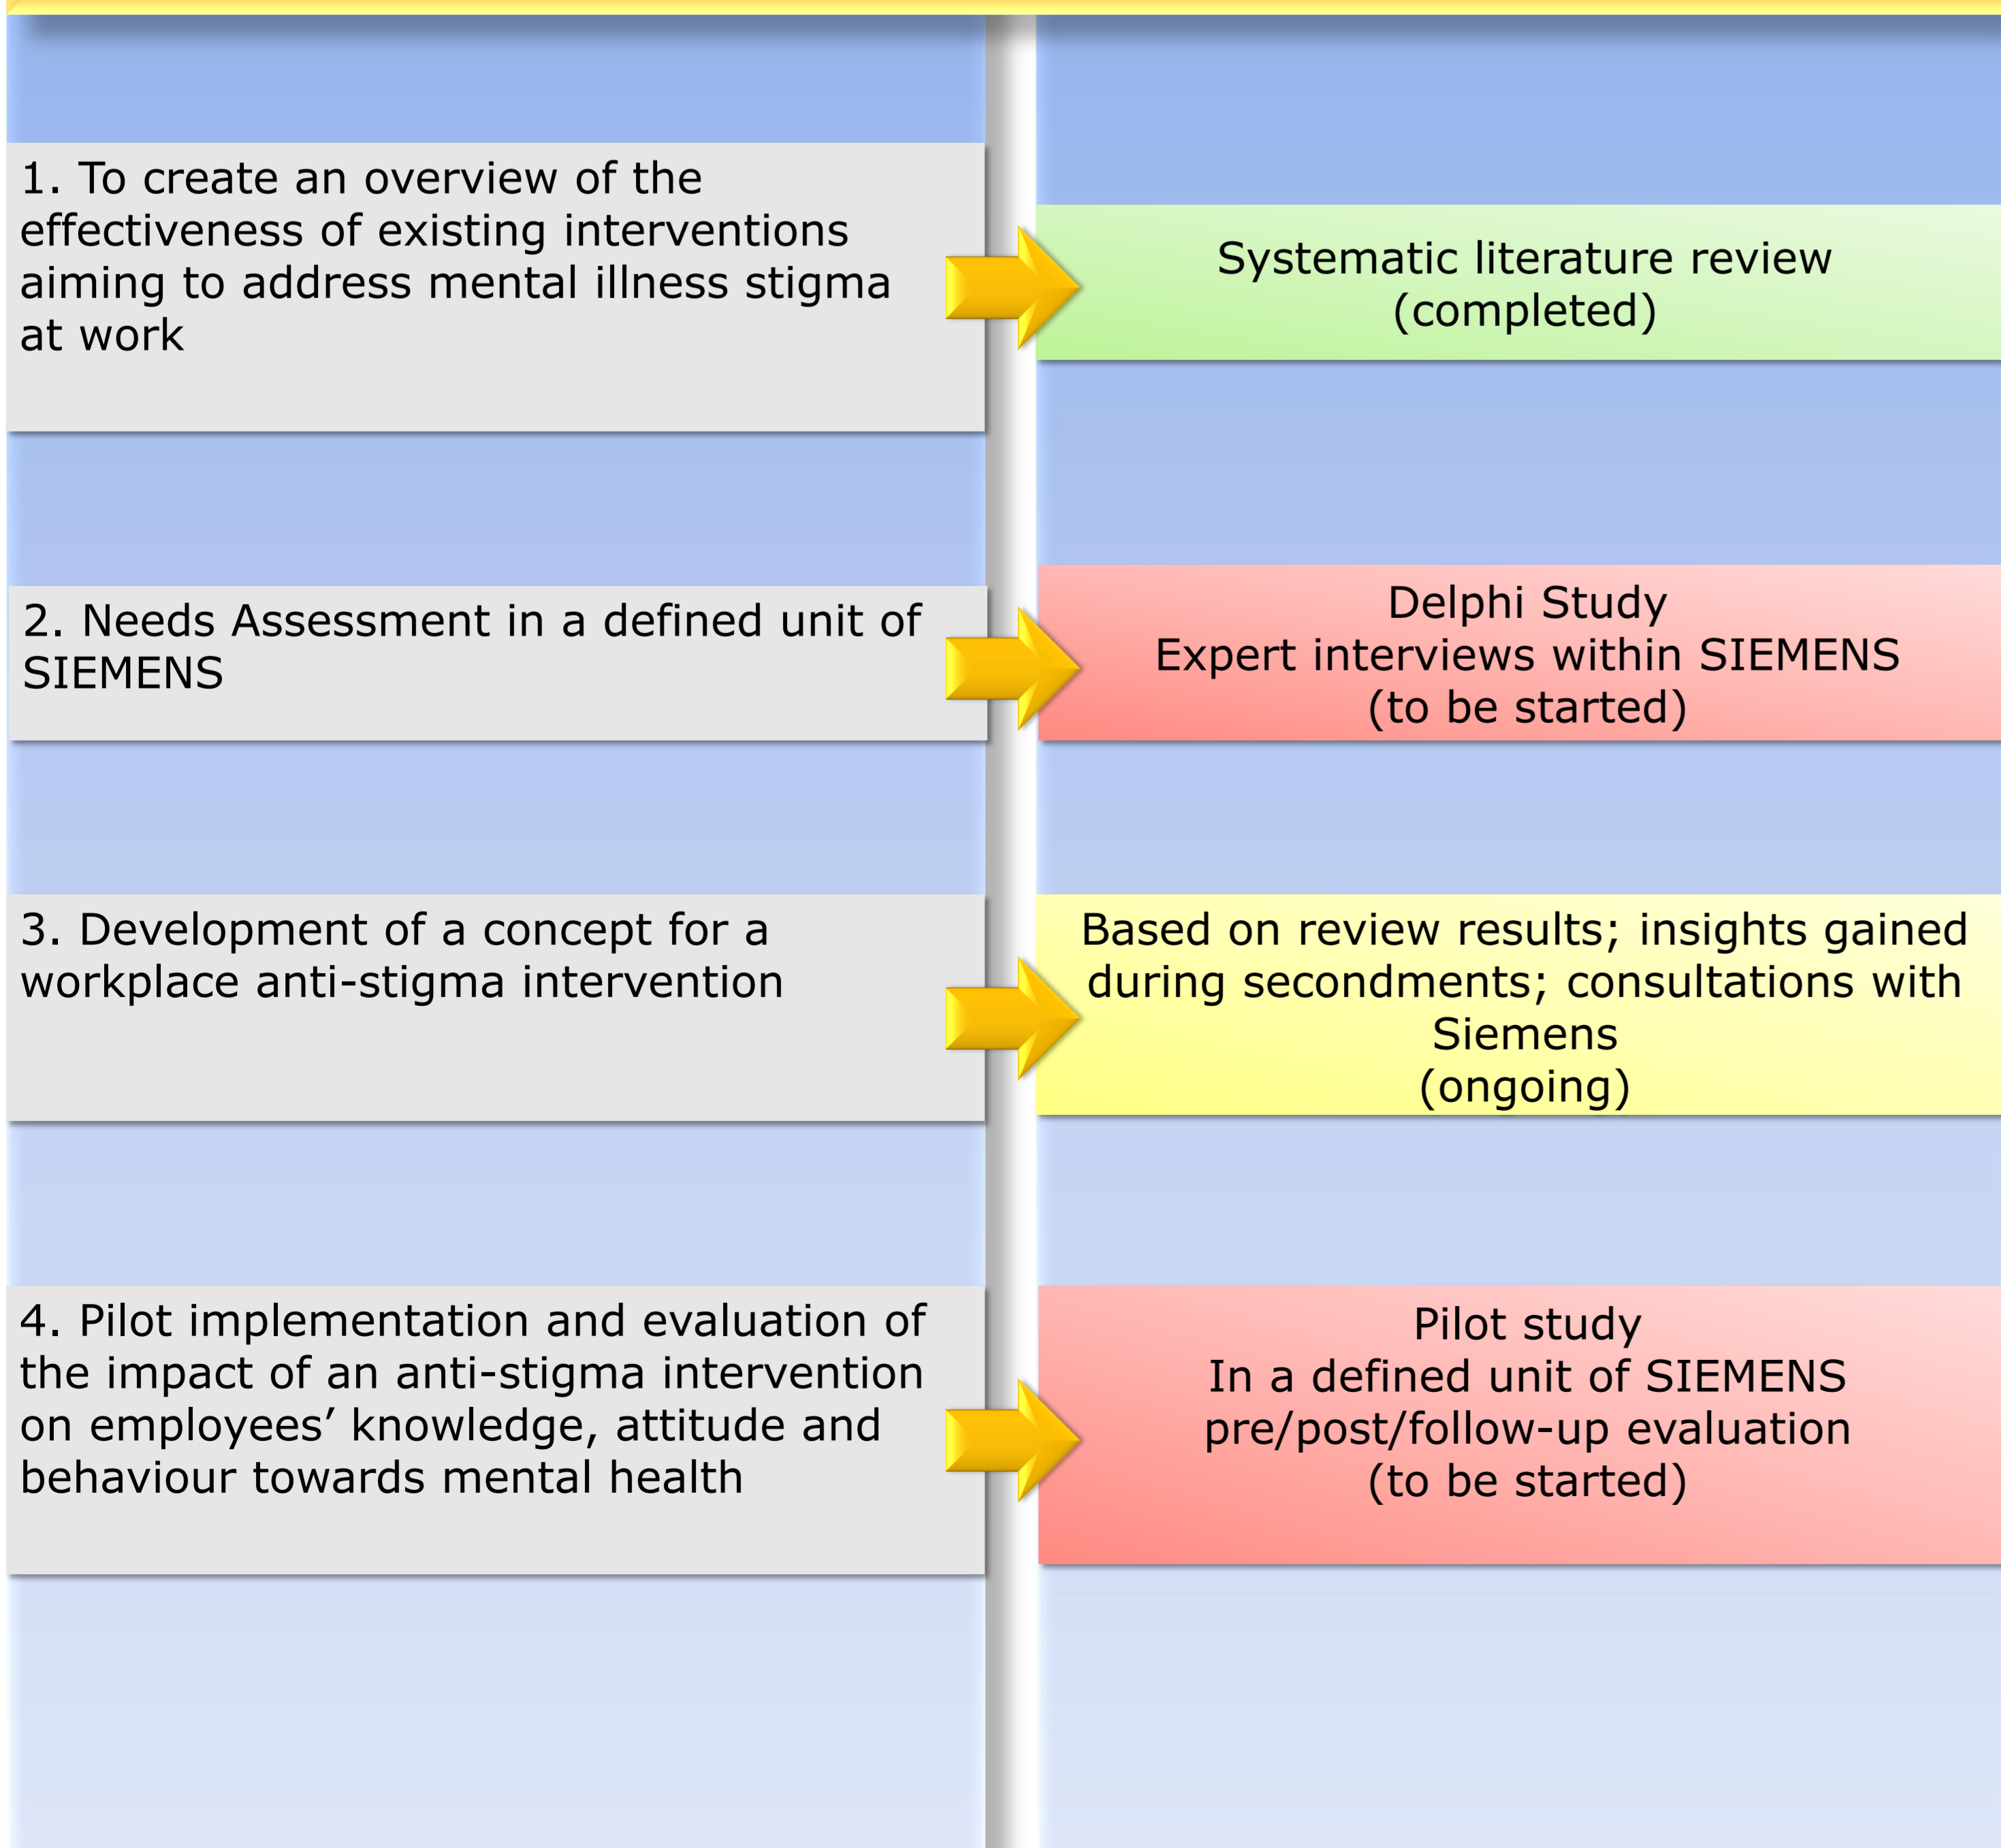 1. To create an overview of the
effectiveness of existing interventions
aiming to address mental illness stigma
at work
Systematic literature review
(completed)
2. Needs Assessment in a defined unit of
SIEMENS
Delphi Study
Expert interviews within SIEMENS
(to be started)
3. Development of a concept for a
workplace anti-stigma intervention
Based on review results; insights gained
during secondments; consultations with
Siemens
(ongoing)
4. Pilot implementation and evaluation of
the impact of an anti-stigma intervention
on employees’ knowledge, attitude and
behaviour towards mental health
Pilot study
In a defined unit of SIEMENS
pre/post/follow-up evaluation
(to be started)